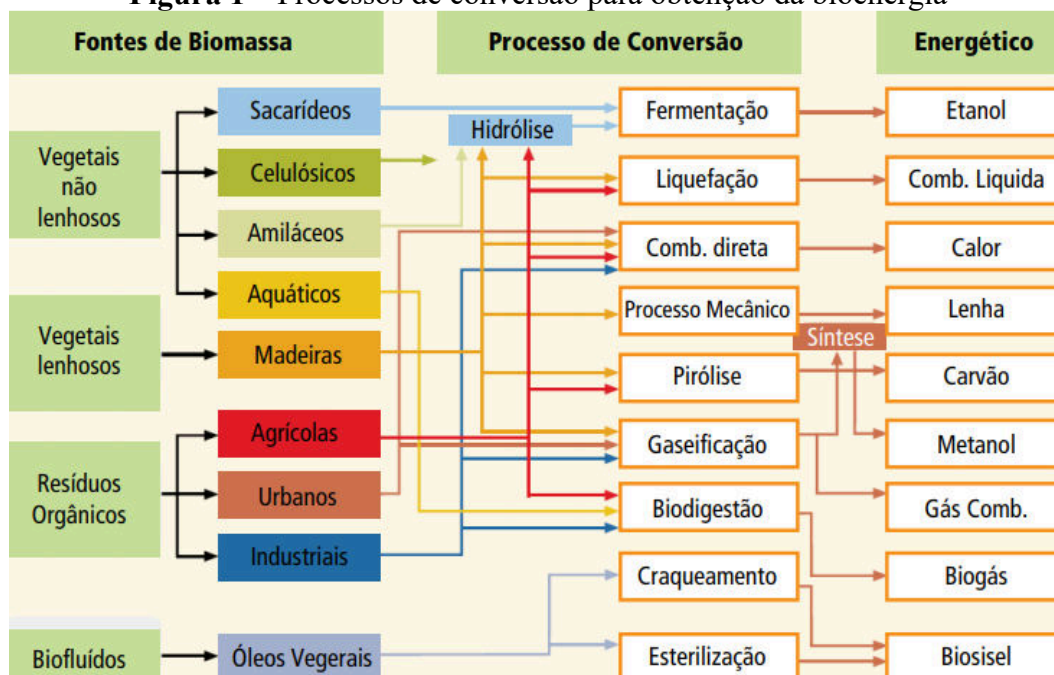 Figura 1 - Processos de conversão para obtenção da bioenergia
Fontes de Biomassa
Processo de Conversão
Energético
Vegetais
não
lenhosos
Vegetais
lenhosos
Resíduos
Orgânicos
Biofluídos
Sacarídeos
Celulósicos
Amiláceos
Aquáticos
Madeiras
Agrícolas
Urbanos
Industriais
Óleos Vegerais
Hidrólise
Fermentação
Liquefação
Comb. direta
Processo Mecânico
Pirólise
Gaseificação
Biodigestão
Craqueamento
Esterilização
Síntese
Etanol
Comb. Liquida
Calor
Lenha
Carvão
Metanol
Gás Comb.
Biogás
Biosisel